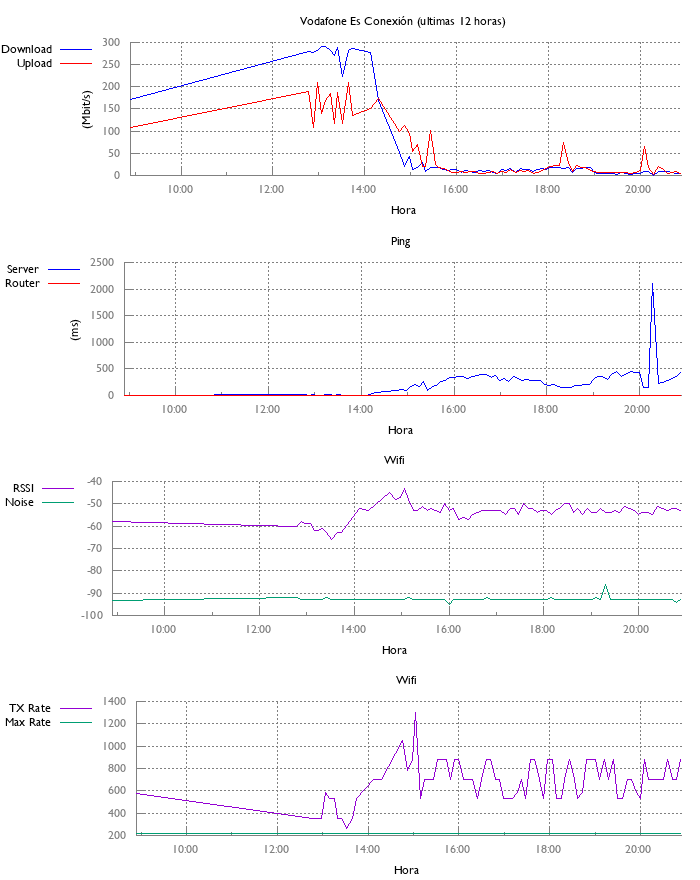 Vodafone Es Conexión (ultimas 12 horas)
Download
Upload
300
250
200
150
100
50
0
(Mbit/s)
10:00 12:00 14:00 16:00 18:00 20:00
Hora
Ping
Server
Router
2500
2000
1500
1000
500
0
(ms)
10:00 12:00 14:00 16:00 18:00 20:00
Hora
Wifi
RSSI
Noise
-40
-50
-60
-70
-80
-90
-100
10:00 12:00 14:00 16:00 18:00 20:00
Hora
Wifi
TX Rate
Max Rate
1400
1200
1000
800
600
400
200
10:00 12:00 14:00 16:00 18:00 20:00
Hora